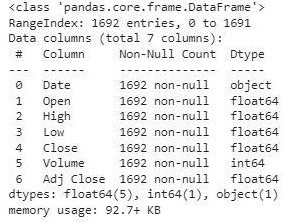 <class 'pandas.core.frame.DataFrame'>
RangeIndex: 1692 entries, 0 to 1691
Data columns (total 7 columns):
 #   Column     Non-Null Count  Dtype
---  ------     --------------  -----
 0   Date       1692 non-null   object
 1   Open       1692 non-null   float64
 2   High       1692 non-null   float64
 3   Low        1692 non-null   float64
 4   Close      1692 non-null   float64
 5   Volume     1692 non-null   int64
 6   Adj Close  1692 non-null   float64
dtypes: float64(5), int64(1), object(1)
memory usage: 92.7+ KB